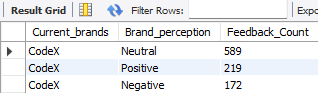 Result Grid Filter Rows: Expo
Current_brands Brand_perception Feedback_Count
CodeX Neutral 589
CodeX Positive 219
CodeX Negative 172